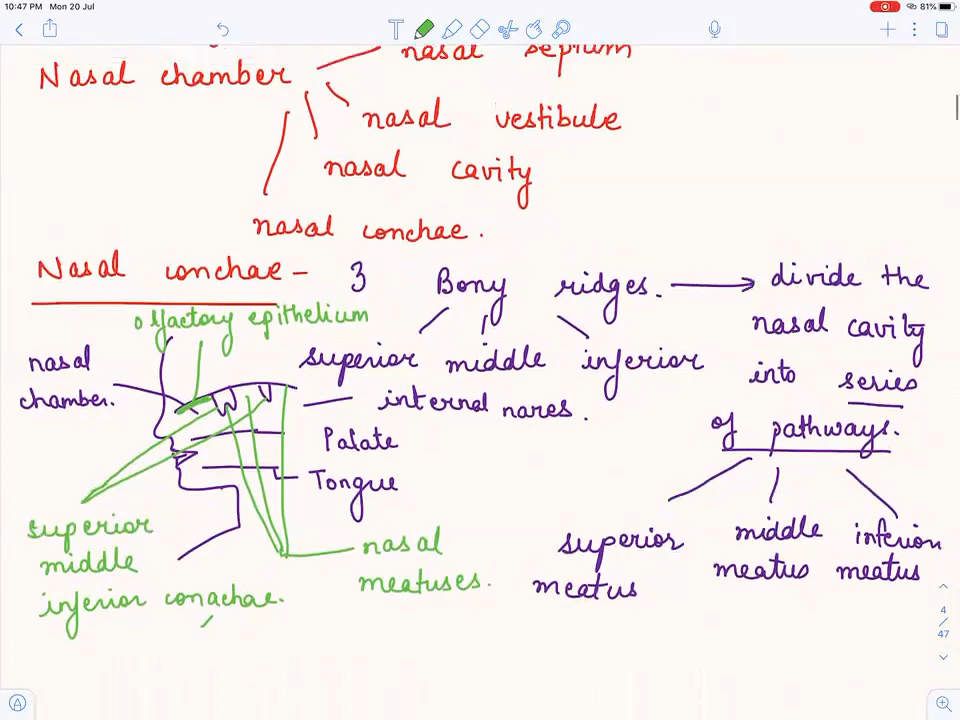 10:47 PM Mon 20 Jul
81%
nasal septum
Nasal chamber
nasal vestibule
nasal cavity
nasal conchae.
Nasal conchae - 3 Bony ridges. → divide the
nasal cavity
into series
of pathways.
olfactory epithelium
superior middle inferior
nasal
chamber.
internal nares.
Palate
Tongue
superior
middle
inferior conachae.
nasal
meatuses.
superior
meatus
middle
meatus
inferior
meatus
4
/
47